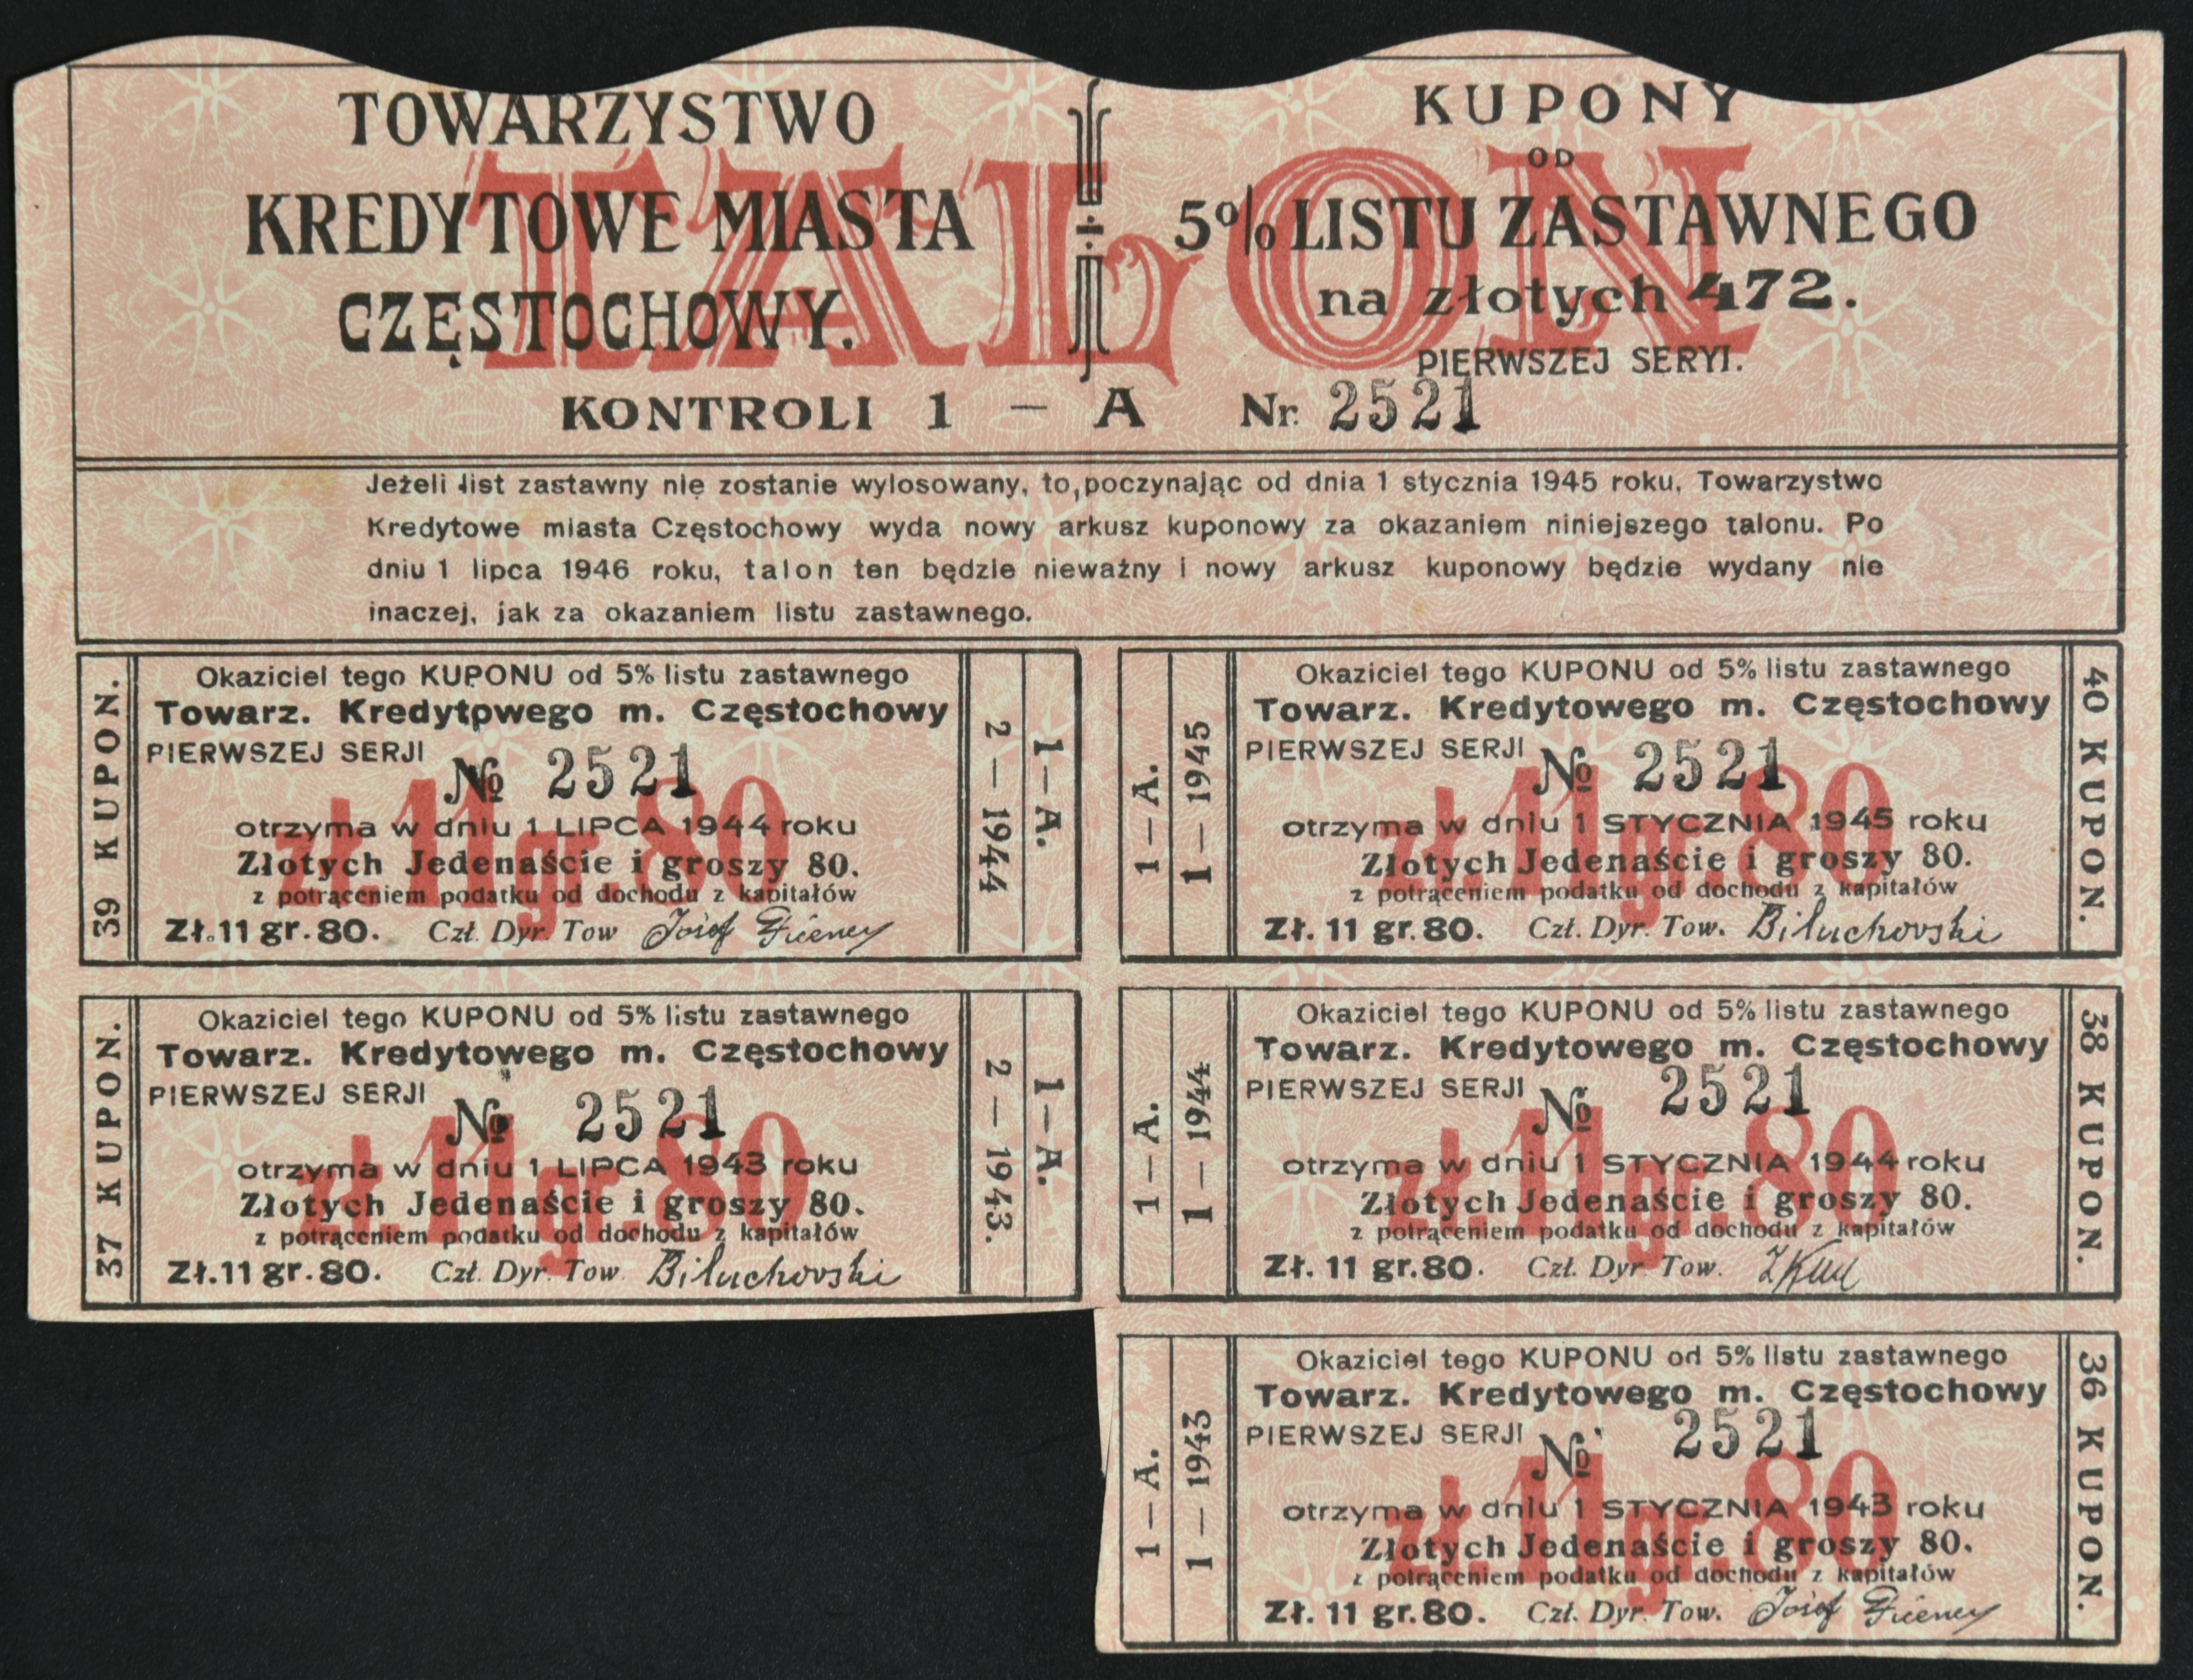 TOWARZYSTWO
KREDYTOWE MIASTA
CZĘSTOCHOWY.
KUPONY
OD
5% LISTU ZASTAWNEGO
na złotych 472.
PIERWSZEJ SERYI.
TALON
KONTROLI 1 — A Nr. 2521
Jeżeli list zastawny nie zostanie wylosowany, to, poczynając od dnia 1 stycznia 1945 roku, Towarzystwo
Kredytowe miasta Częstochowy wyda nowy arkusz kuponowy za okazaniem niniejszego talonu. Po
dniu 1 lipca 1946 roku, talon ten będzie nieważny i nowy arkusz kuponowy będzie wydany nie
inaczej, jak za okazaniem listu zastawnego.
39 KUPON.
Okaziciel tego KUPONU od 5% listu zastawnego
Towarz. Kredytowego m. Częstochowy
PIERWSZEJ SERJI
№ 2521
zł. 11 gr. 80
otrzyma w dniu 1 LIPCA 1944 roku
Złotych Jedenaście i groszy 80.
z potrąceniem podatku od dochodu z kapitałów
Zł. 11 gr. 80. Czł. Dyr. Tow
2 — 1944
1—A.
1—A.
1 — 1945
Okaziciel tego KUPONU od 5% listu zastawnego
Towarz. Kredytowego m. Częstochowy
PIERWSZEJ SERJI
№ 2521
zł. 11 gr. 80
otrzyma w dniu 1 STYCZNIA 1945 roku
Złotych Jedenaście i groszy 80.
z potrąceniem podatku od dochodu z kapitałów
Zł. 11 gr. 80. Czł. Dyr. Tow.
40 KUPON.
37 KUPON.
Okaziciel tego KUPONU od 5% listu zastawnego
Towarz. Kredytowego m. Częstochowy
PIERWSZEJ SERJI
№ 2521
zł. 11 gr. 80
otrzyma w dniu 1 LIPCA 1943 roku
Złotych Jedenaście i groszy 80.
z potrąceniem podatku od dochodu z kapitałów
Zł. 11 gr. 80. Czł. Dyr. Tow.
2 — 1943.
1—A.
1—A.
1 — 1944
Okaziciel tego KUPONU od 5% listu zastawnego
Towarz. Kredytowego m. Częstochowy
PIERWSZEJ SERJI
№ 2521
zł. 11 gr. 80
otrzyma w dniu 1 STYCZNIA 1944 roku
Złotych Jedenaście i groszy 80.
z potrąceniem podatku od dochodu z kapitałów
Zł. 11 gr. 80. Czł. Dyr. Tow.
38 KUPON.
1—A.
1 — 1943
Okaziciel tego KUPONU od 5% listu zastawnego
Towarz. Kredytowego m. Częstochowy
PIERWSZEJ SERJI
№ 2521
zł. 11 gr. 80
otrzyma w dniu 1 STYCZNIA 1943 roku
Złotych Jedenaście i groszy 80.
z potrąceniem podatku od dochodu z kapitałów
Zł. 11 gr. 80. Czł. Dyr. Tow.
36 KUPON.